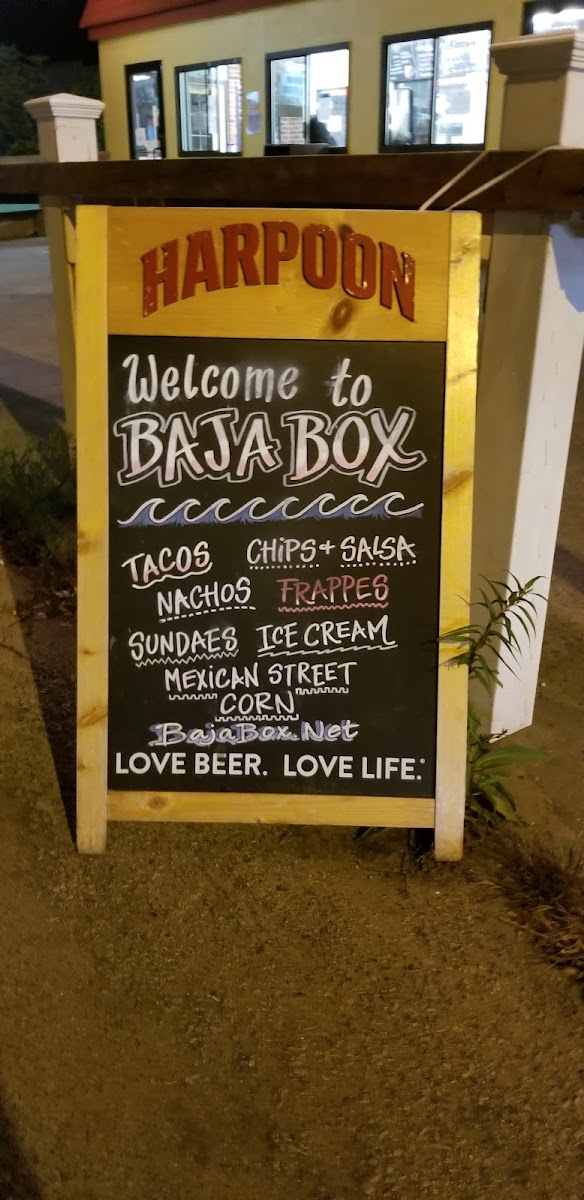 HARPOON
Welcome to
BAJA BOX
TACOS CHIPS + SALSA
NACHOS FRAPPES
SUNDAES ICE CREAM
MEXICAN STREET
CORN
BajaBox.Net
LOVE BEER. LOVE LIFE.®